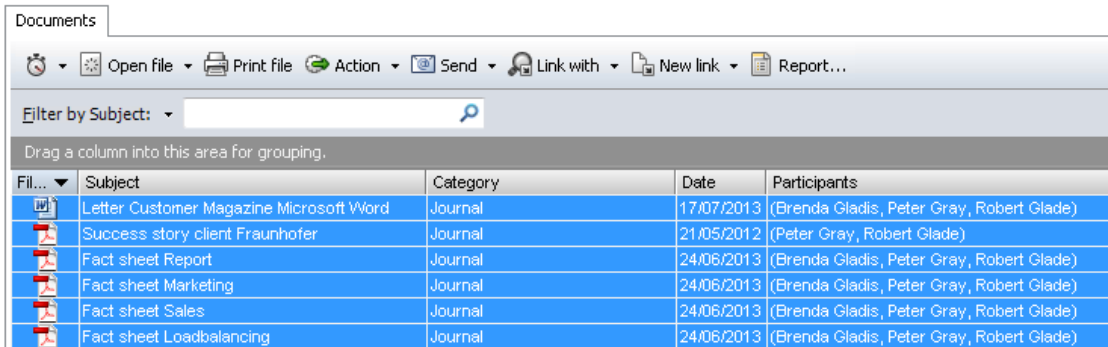 Documents
Open file Print file Action Send Link with New link Report...
Filter by Subject:
Drag a column into this area for grouping.
Fil... Subject Category Date Participants
Letter Customer Magazine Microsoft Word Journal 17/07/2013 (Brenda Gladis, Peter Gray, Robert Glade)
Success story client Fraunhofer Journal 21/05/2012 (Peter Gray, Robert Glade)
Fact sheet Report Journal 24/06/2013 (Brenda Gladis, Peter Gray, Robert Glade)
Fact sheet Marketing Journal 24/06/2013 (Brenda Gladis, Peter Gray, Robert Glade)
Fact sheet Sales Journal 24/06/2013 (Brenda Gladis, Peter Gray, Robert Glade)
Fact sheet Loadbalancing Journal 24/06/2013 (Brenda Gladis, Peter Gray, Robert Glade)